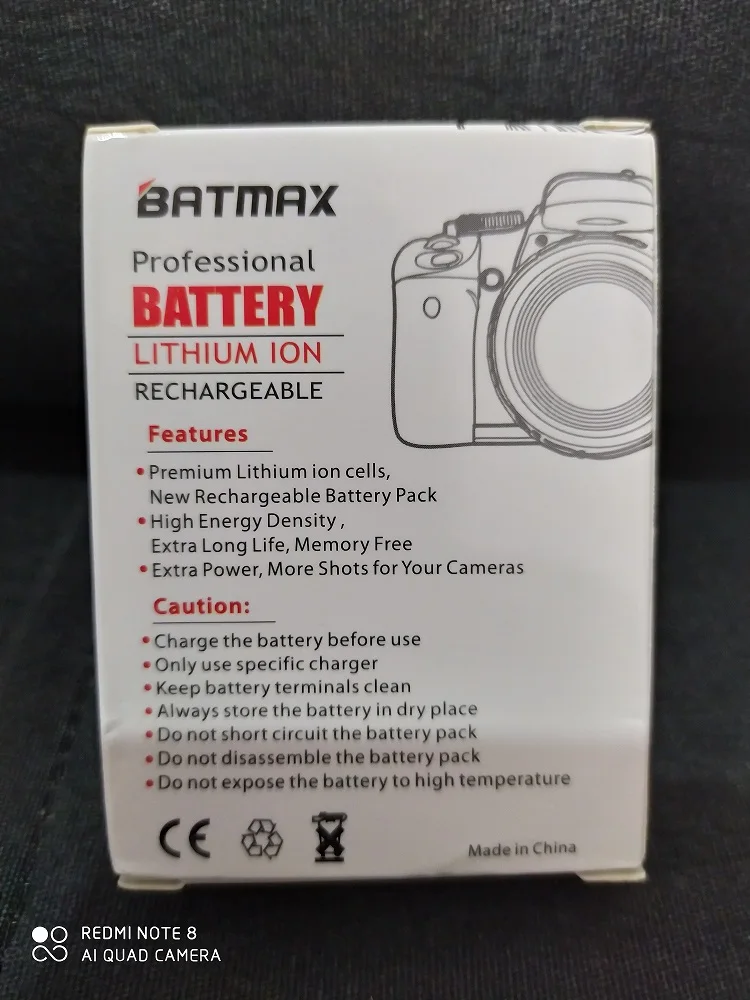 BATMAX
Professional
BATTERY
LITHIUM ION
RECHARGEABLE
Features
• Premium Lithium ion cells,
New Rechargeable Battery Pack
• High Energy Density ,
Extra Long Life, Memory Free
• Extra Power, More Shots for Your Cameras
Caution:
• Charge the battery before use
• Only use specific charger
• Keep battery terminals clean
• Always store the battery in dry place
• Do not short circuit the battery pack
• Do not disassemble the battery pack
• Do not expose the battery to high temperature
CE
Made in China
REDMI NOTE 8
AI QUAD CAMERA